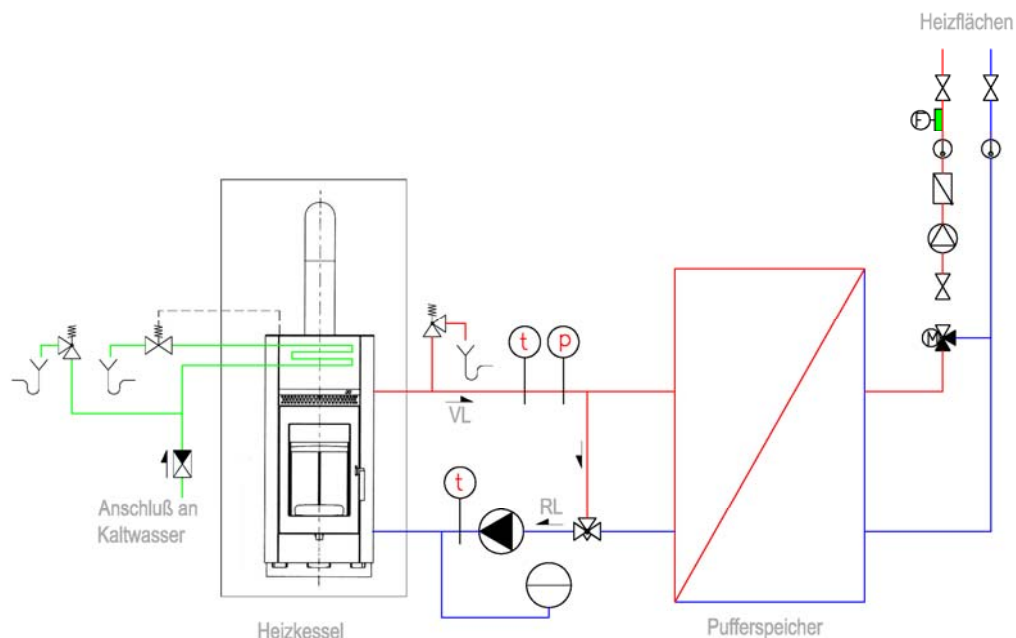 Heizflächen
F
M
t
p
VL
t
RL
Anschluß an
Kaltwasser
Heizkessel
Pufferspeicher